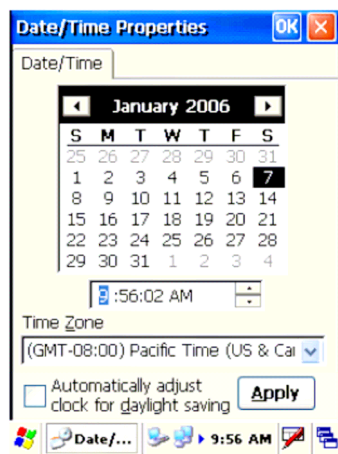 Date/Time Properties OK
Date/Time
January 2006
S M T W T F S
25 26 27 28 29 30 31
1 2 3 4 5 6 7
8 9 10 11 12 13 14
15 16 17 18 19 20 21
22 23 24 25 26 27 28
29 30 31 1 2 3 4
9 :56:02 AM
Time Zone
(GMT-08:00) Pacific Time (US & Ca
Automatically adjust
clock for daylight saving
Apply
Date/... 9:56 AM